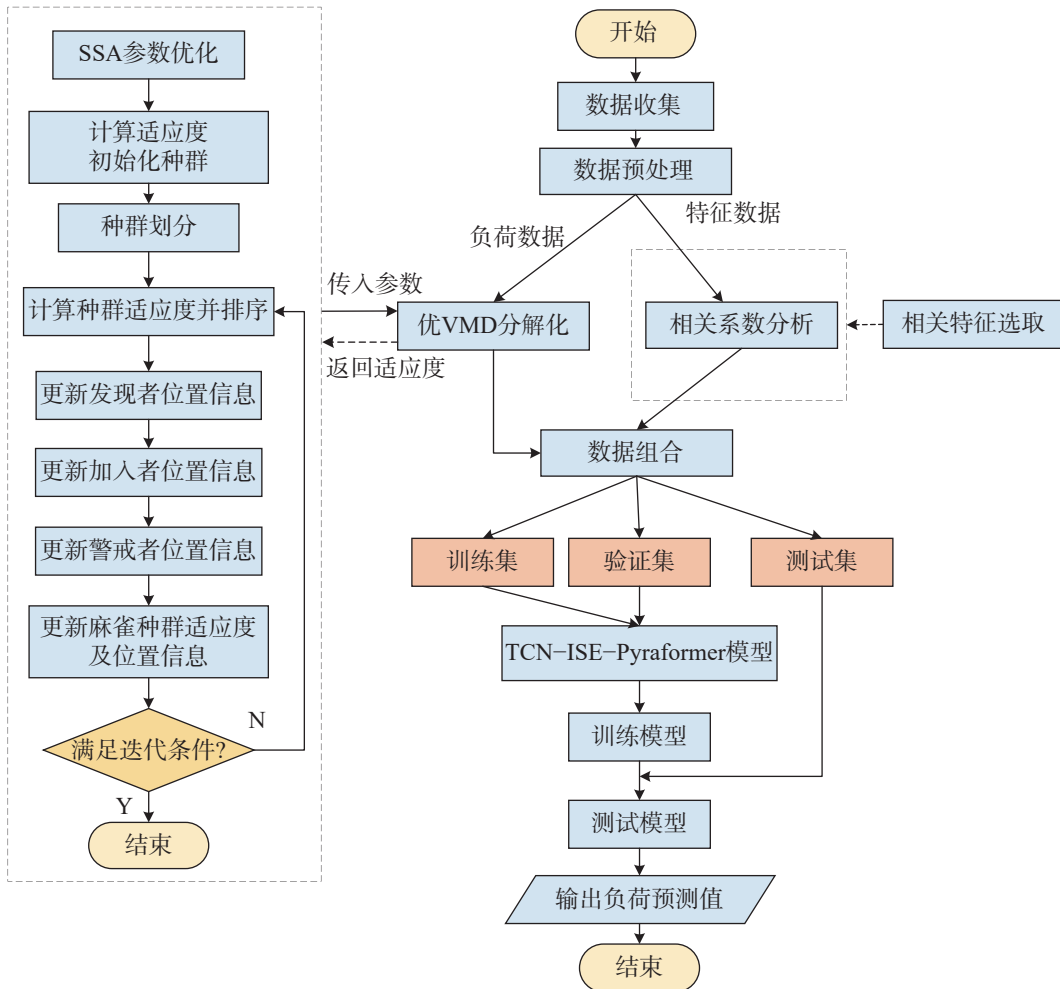 SSA参数优化
计算适应度
初始化种群
种群划分
计算种群适应度并排序
更新发现者位置信息
更新加入者位置信息
更新警戒者位置信息
更新麻雀种群适应度
及位置信息
满足迭代条件?
N
Y
结束
开始
数据收集
数据预处理
负荷数据
特征数据
传入参数
返回适应度
优VMD分解化
相关系数分析
相关特征选取
数据组合
训练集
验证集
测试集
TCN−ISE−Pyraformer模型
训练模型
测试模型
输出负荷预测值
结束